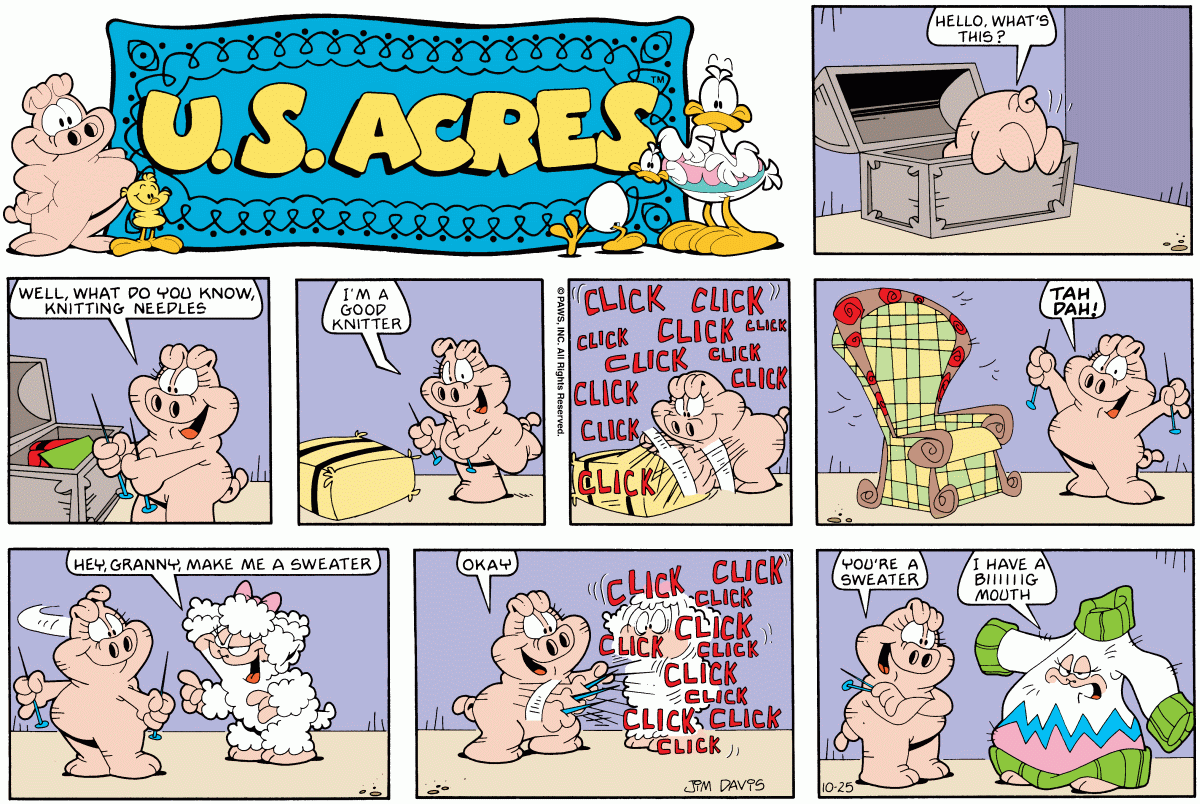 U.S. ACRES
TM
HELLO, WHAT'S
THIS?
WELL, WHAT DO YOU KNOW,
KNITTING NEEDLES
I'M A
GOOD
KNITTER
© PAWS, INC. All Rights Reserved.
CLICK CLICK
CLICK CLICK CLICK
CLICK CLICK
CLICK CLICK
CLICK
CLICK
TAH
DAH!
HEY, GRANNY, MAKE ME A SWEATER
OKAY
CLICK CLICK
CLICK
CLICK CLICK
CLICK
CLICK
CLICK
CLICK CLICK
CLICK
JIM DAVIS
YOU'RE A
SWEATER
I HAVE A
BIIIIIIG
MOUTH
10-25